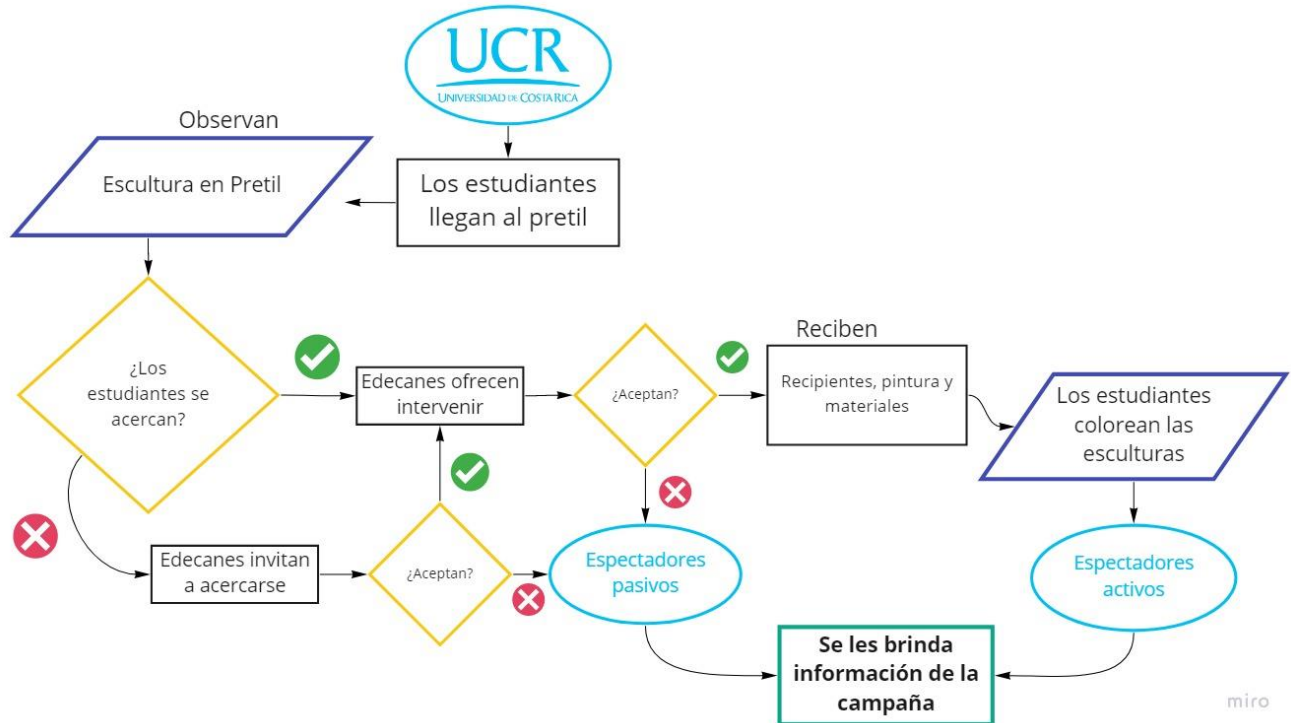 UCR
UNIVERSIDAD DE COSTA RICA
Observan
Escultura en Pretil
Los estudiantes
llegan al pretil
¿Los
estudiantes se
acercan?
Edecanes ofrecen
intervenir
¿Aceptan?
Reciben
Recipientes, pintura y
materiales
Los estudiantes
colorean las
esculturas
Edecanes invitan
a acercarse
¿Aceptan?
Espectadores
pasivos
Espectadores
activos
Se les brinda
información de la
campaña
miro